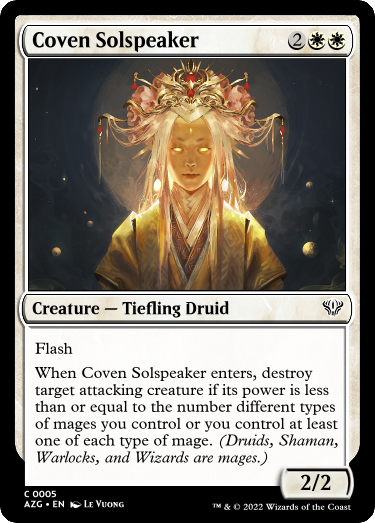 Coven Solspeaker 2
Creature — Tiefling Druid
Flash
When Coven Solspeaker enters, destroy
target attacking creature if its power is less
than or equal to the number different types
of mages you control or you control at least
one of each type of mage. (Druids, Shaman,
Warlocks, and Wizards are mages.)
2/2
C 0005
AZG • EN Le Vuong
™ & © 2022 Wizards of the Coast